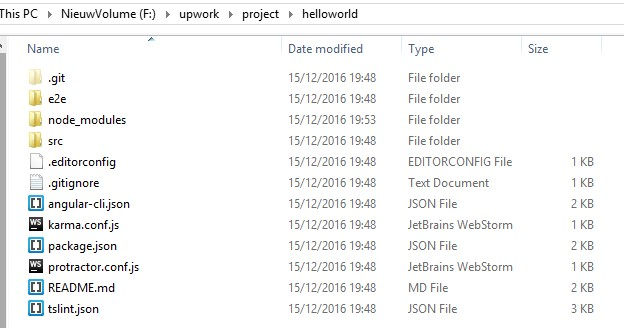 This PC > NieuwVolume (F:) > upwork > project > helloworld
Name Date modified Type Size
.git 15/12/2016 19:48 File folder
e2e 15/12/2016 19:48 File folder
node_modules 15/12/2016 19:53 File folder
src 15/12/2016 19:48 File folder
.editorconfig 15/12/2016 19:48 EDITORCONFIG File 1 KB
.gitignore 15/12/2016 19:48 Text Document 1 KB
angular-cli.json 15/12/2016 19:48 JSON File 2 KB
WS karma.conf.js 15/12/2016 19:48 JetBrains WebStorm 1 KB
package.json 15/12/2016 19:48 JSON File 2 KB
WS protractor.conf.js 15/12/2016 19:48 JetBrains WebStorm 1 KB
README.md 15/12/2016 19:48 MD File 2 KB
tslint.json 15/12/2016 19:48 JSON File 3 KB